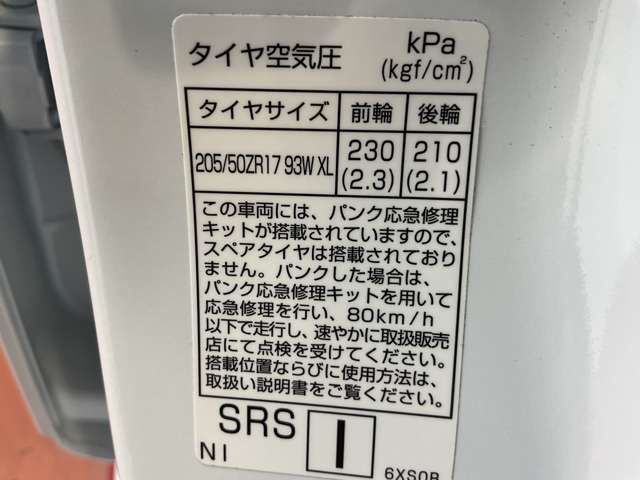 タイヤ空気圧 kPa
(kgf/cm²)
タイヤサイズ 前輪 後輪
205/50ZR17 93W XL 230 210
(2.3) (2.1)
この車両には、パンク応急修理
キットが搭載されていますので、
スペアタイヤは搭載されており
ません。パンクした場合は、
パンク応急修理キットを用いて
応急修理を行い、80km/h
以下で走行し、速やかに取扱販売
店にて点検を受けてください。
搭載位置ならびに使用方法は、
取扱い説明書をご覧ください。
SRS I
NI 6XS0B